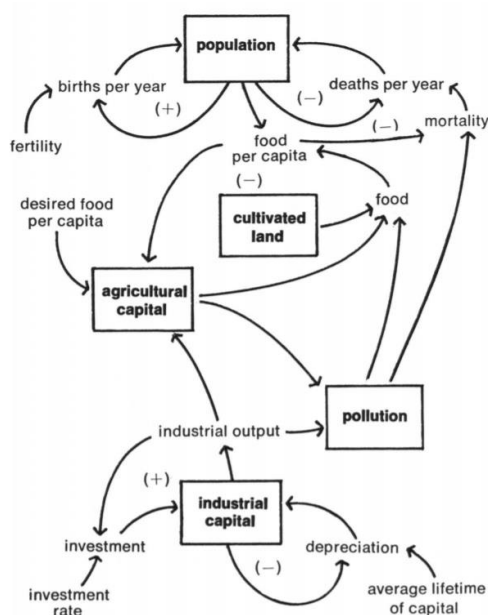 population
births per year
(+)
(−)
deaths per year
fertility
food
per capita
(−)
mortality
(−)
desired food
per capita
cultivated
land
food
agricultural
capital
pollution
industrial output
(+)
industrial
capital
investment
(−)
depreciation
investment
rate
average lifetime
of capital